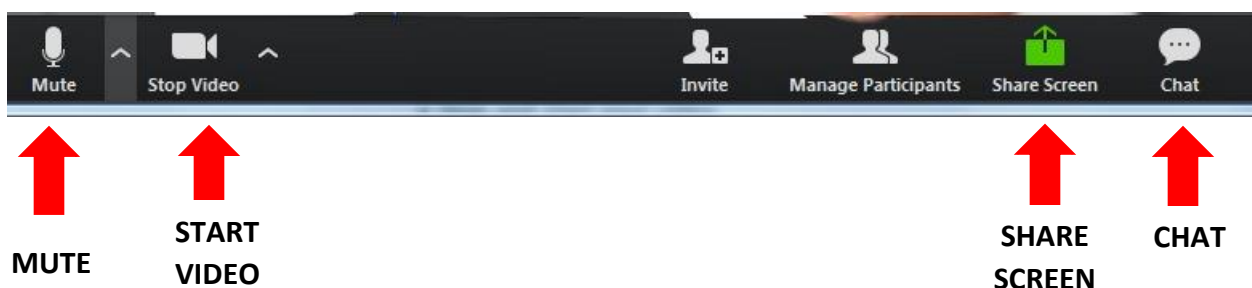 Mute
Stop Video
Invite
Manage Participants
Share Screen
Chat
MUTE
START
VIDEO
SHARE
SCREEN
CHAT